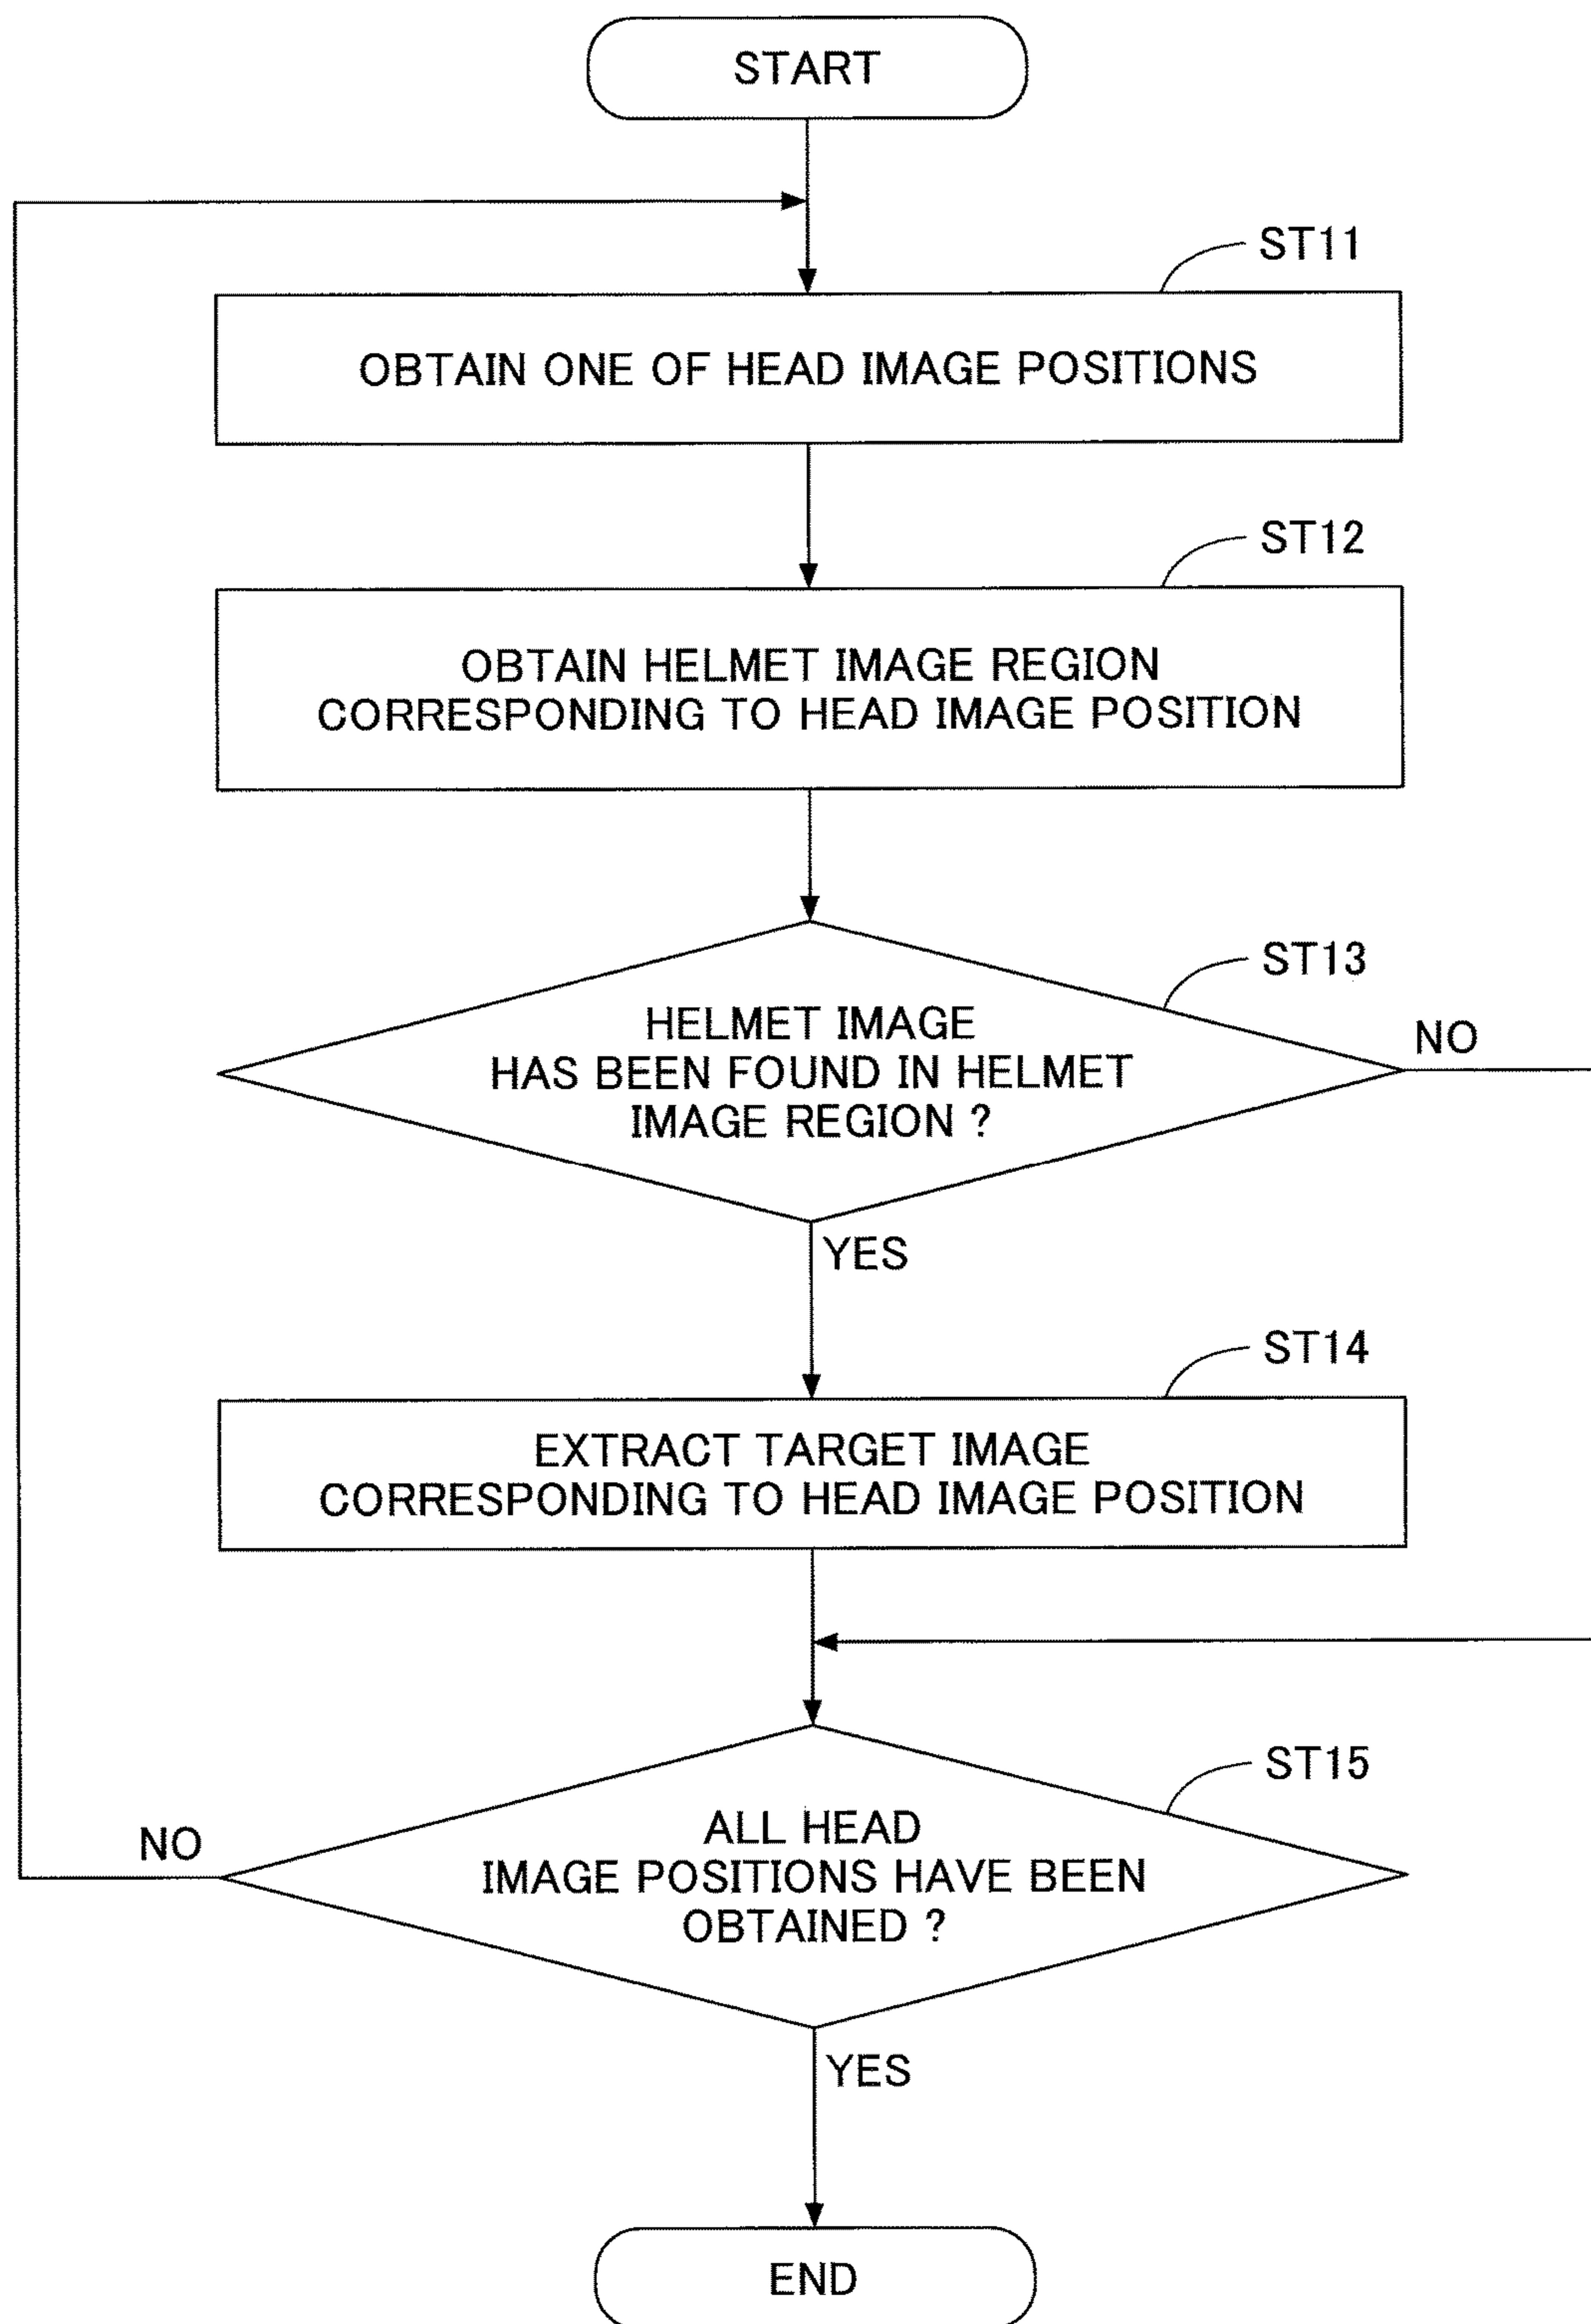 START
ST11
OBTAIN ONE OF HEAD IMAGE POSITIONS
ST12
OBTAIN HELMET IMAGE REGION
CORRESPONDING TO HEAD IMAGE POSITION
ST13
HELMET IMAGE
HAS BEEN FOUND IN HELMET
IMAGE REGION ?
NO
YES
ST14
EXTRACT TARGET IMAGE
CORRESPONDING TO HEAD IMAGE POSITION
ST15
ALL HEAD
IMAGE POSITIONS HAVE BEEN
OBTAINED ?
NO
YES
END